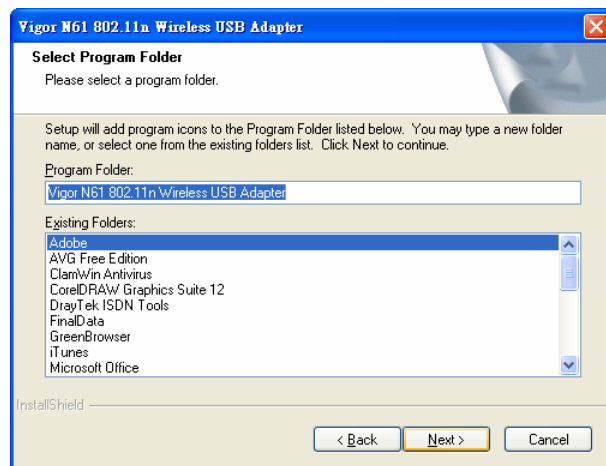 Vigor N61 802.11n Wireless USB Adapter
Select Program Folder
Please select a program folder.
Setup will add program icons to the Program Folder listed below. You may type a new folder
name, or select one from the existing folders list. Click Next to continue.
Program Folder:
Vigor N61 802.11n Wireless USB Adapter
Existing Folders:
Adobe
AVG Free Edition
ClamWin Antivirus
CorelDRAW Graphics Suite 12
DrayTek ISDN Tools
FinalData
GreenBrowser
iTunes
Microsoft Office
InstallShield
< Back
Next >
Cancel